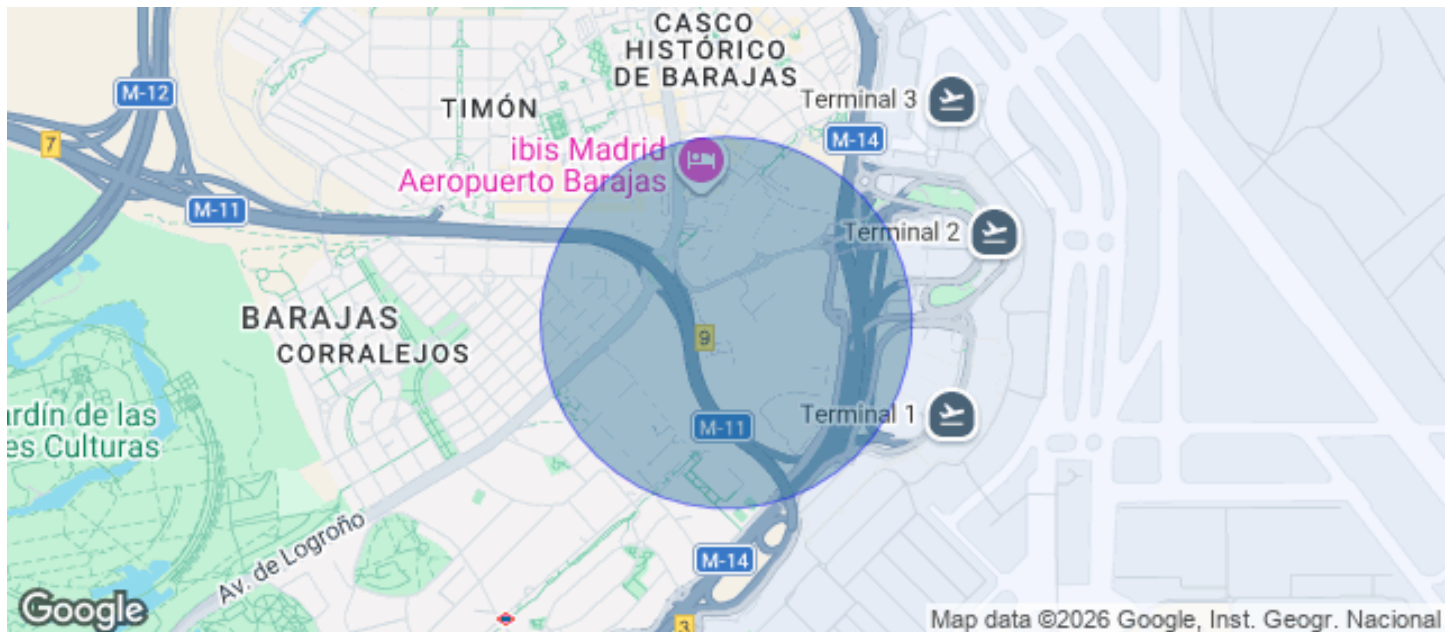 CASCO
HISTÓRICO
DE BARAJAS
M-12
TIMÓN
Terminal 3
7
M-14
ibis Madrid
Aeropuerto Barajas
M-11
Terminal 2
BARAJAS
CORRALEJOS
9
ardín de las
es Culturas
Terminal 1
M-11
Av. de Logroño
M-14
3
Google
Map data ©2026 Google, Inst. Geogr. Nacional